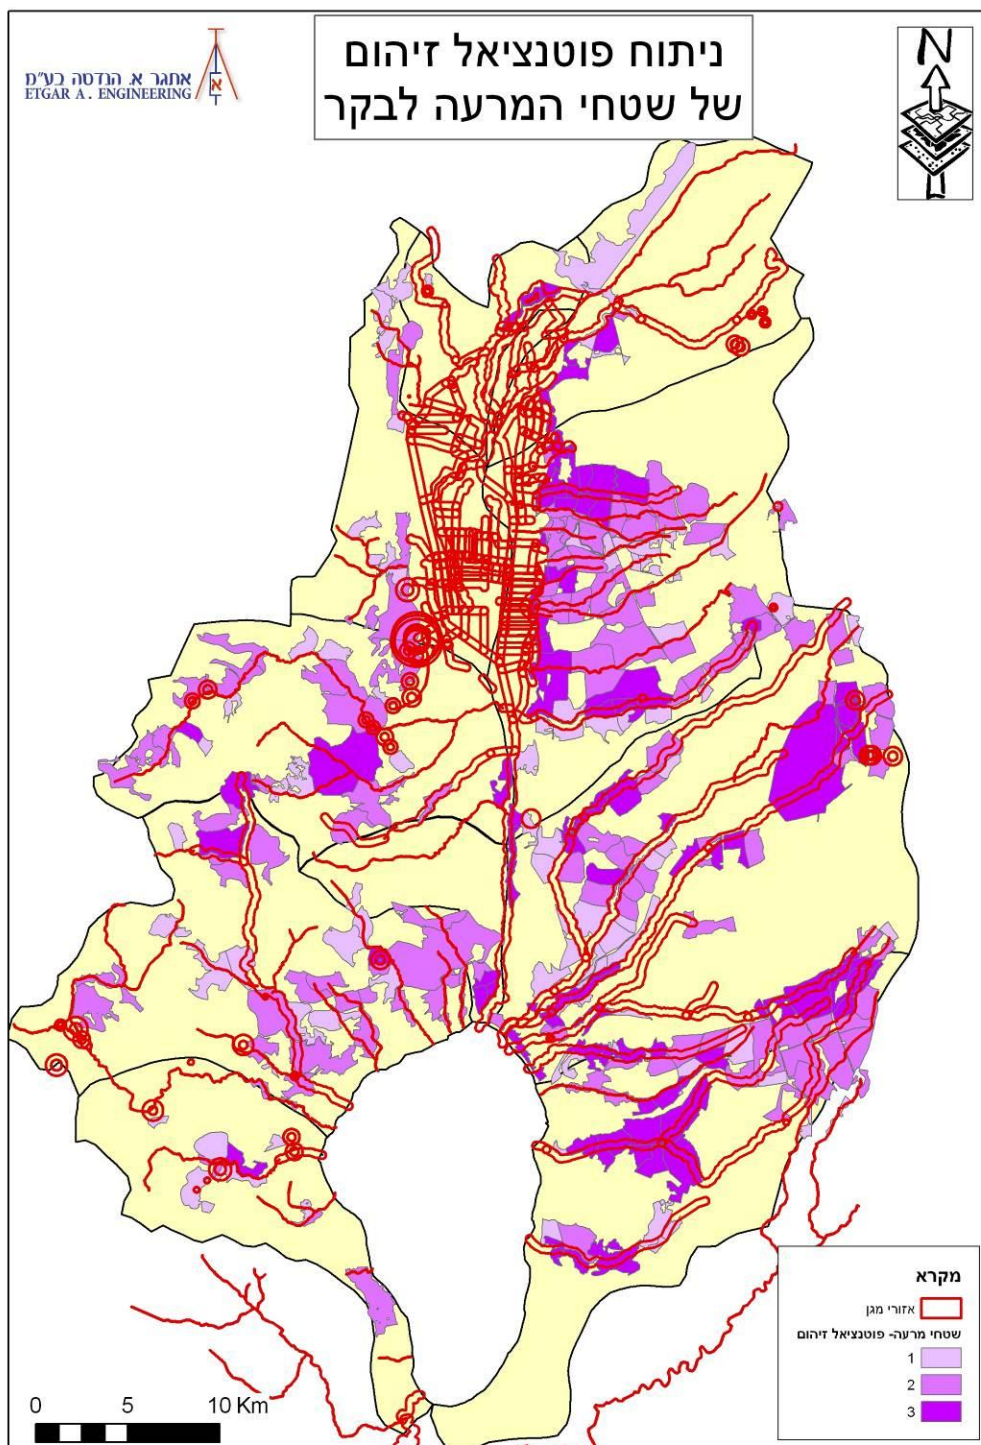 ניתוח פוטנציאל זיהום
של שטחי המרעה לבקר
אתגר א. הנדסה בע"מ
ETGAR A. ENGINEERING
א
N
מקרא
אזורי מגן
שטחי מרעה- פוטנציאל זיהום
1
2
3
0 5 10 Km